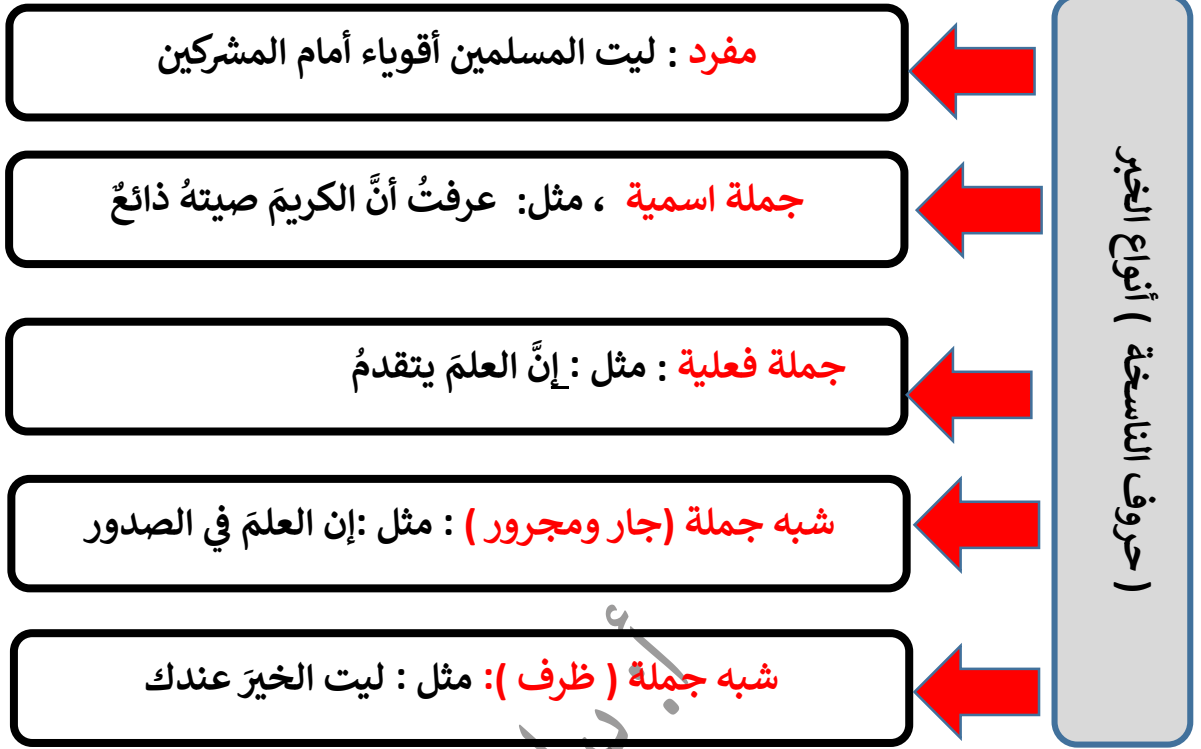 أنواع الخبر ( حروف الناسخة )
مفرد : ليت المسلمين أقوياء أمام المشركين
جملة اسمية ، مثل: عرفتُ أنَّ الكريمَ صيتهُ ذائعٌ
جملة فعلية : مثل : إنَّ العلمَ يتقدمُ
شبه جملة (جار ومجرور ) : مثل :إن العلمَ في الصدور
شبه جملة ( ظرف ): مثل : ليت الخيرَ عندك
أ.